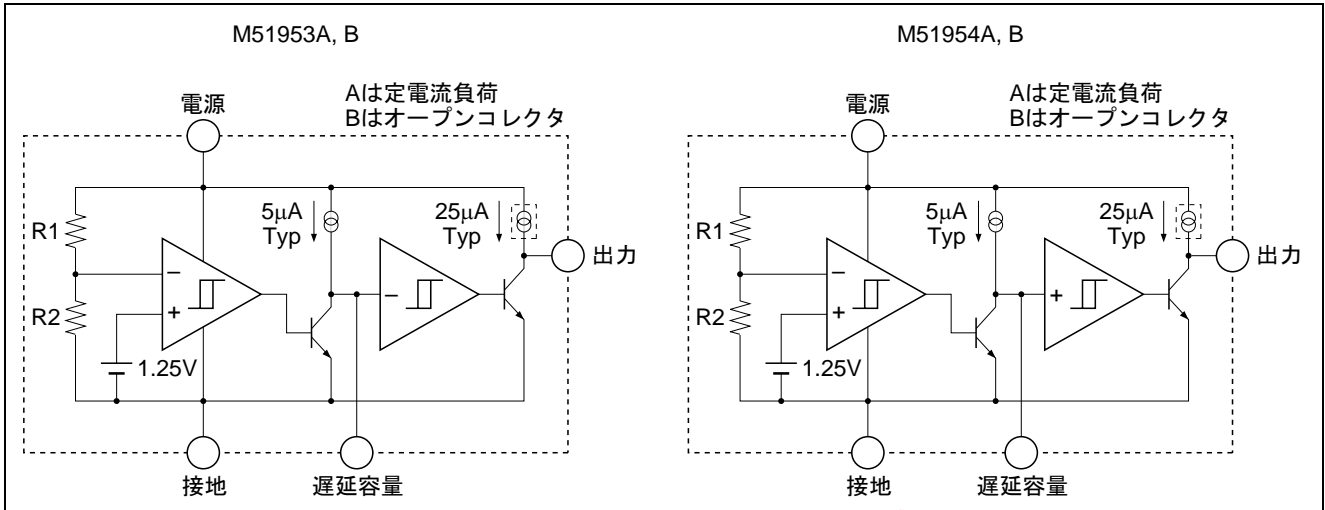 M51953A, B
電源
Aは定電流負荷
Bはオープンコレクタ
R1
R2
−
+
1.25V
5μA
Typ
−
25μA
Typ
出力
接地
遅延容量
M51954A, B
電源
Aは定電流負荷
Bはオープンコレクタ
R1
R2
−
+
1.25V
5μA
Typ
+
25μA
Typ
出力
接地
遅延容量